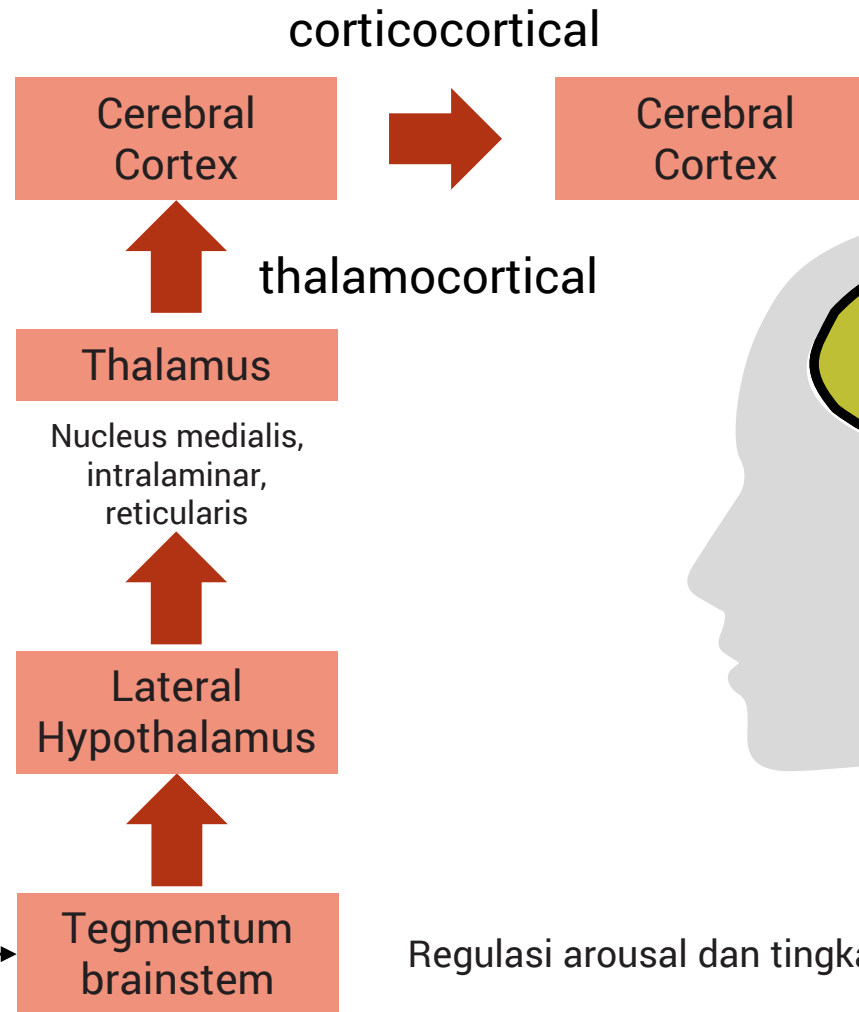 corticocortical
Cerebral
Cortex
Cerebral
Cortex
thalamocortical
Thalamus
Nucleus medialis,
intralaminar,
reticularis
Lateral
Hypothalamus
Tegmentum
brainstem
Regulasi arousal dan